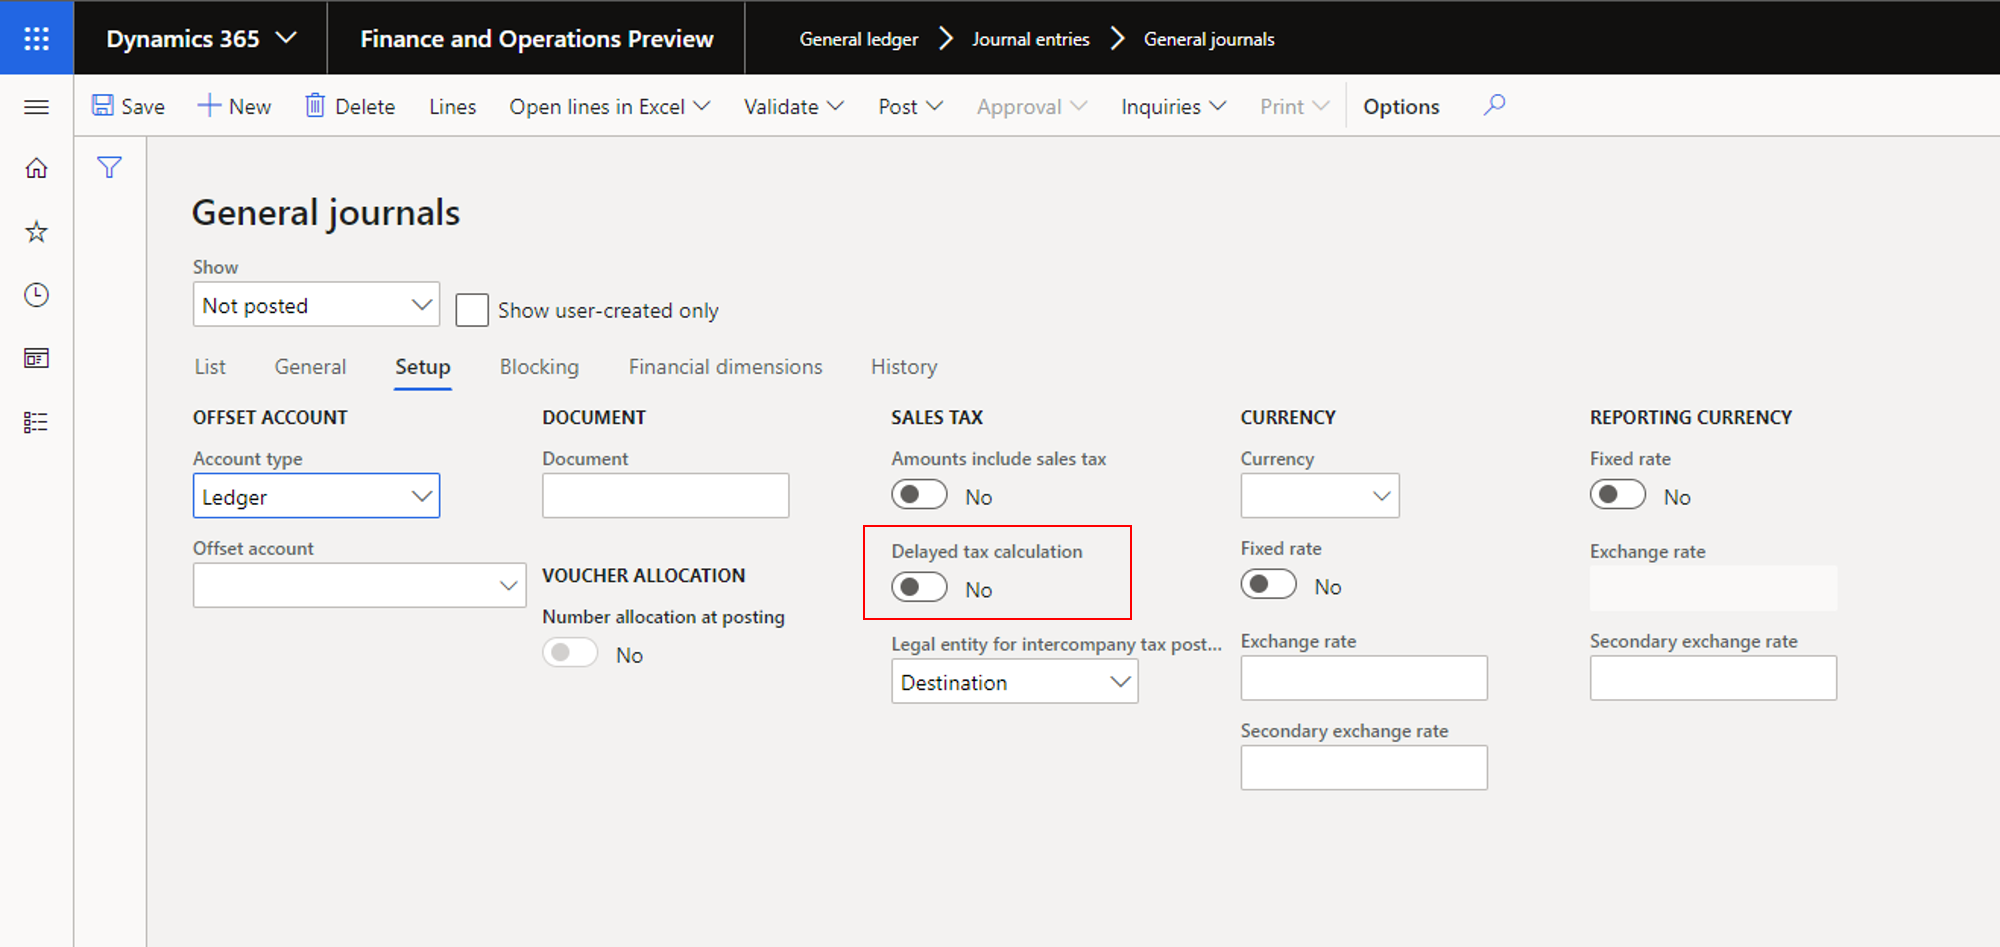 Dynamics 365
Finance and Operations Preview
General ledger
Journal entries
General journals
Save
New
Delete
Lines
Open lines in Excel
Validate
Post
Approval
Inquiries
Print
Options
General journals
Show
Not posted
Show user-created only
List
General
Setup
Blocking
Financial dimensions
History
OFFSET ACCOUNT
Account type
Ledger
Offset account
DOCUMENT
Document
VOUCHER ALLOCATION
Number allocation at posting
No
SALES TAX
Amounts include sales tax
No
Delayed tax calculation
No
Legal entity for intercompany tax post...
Destination
CURRENCY
Currency
Fixed rate
No
Exchange rate
Secondary exchange rate
REPORTING CURRENCY
Fixed rate
No
Exchange rate
Secondary exchange rate